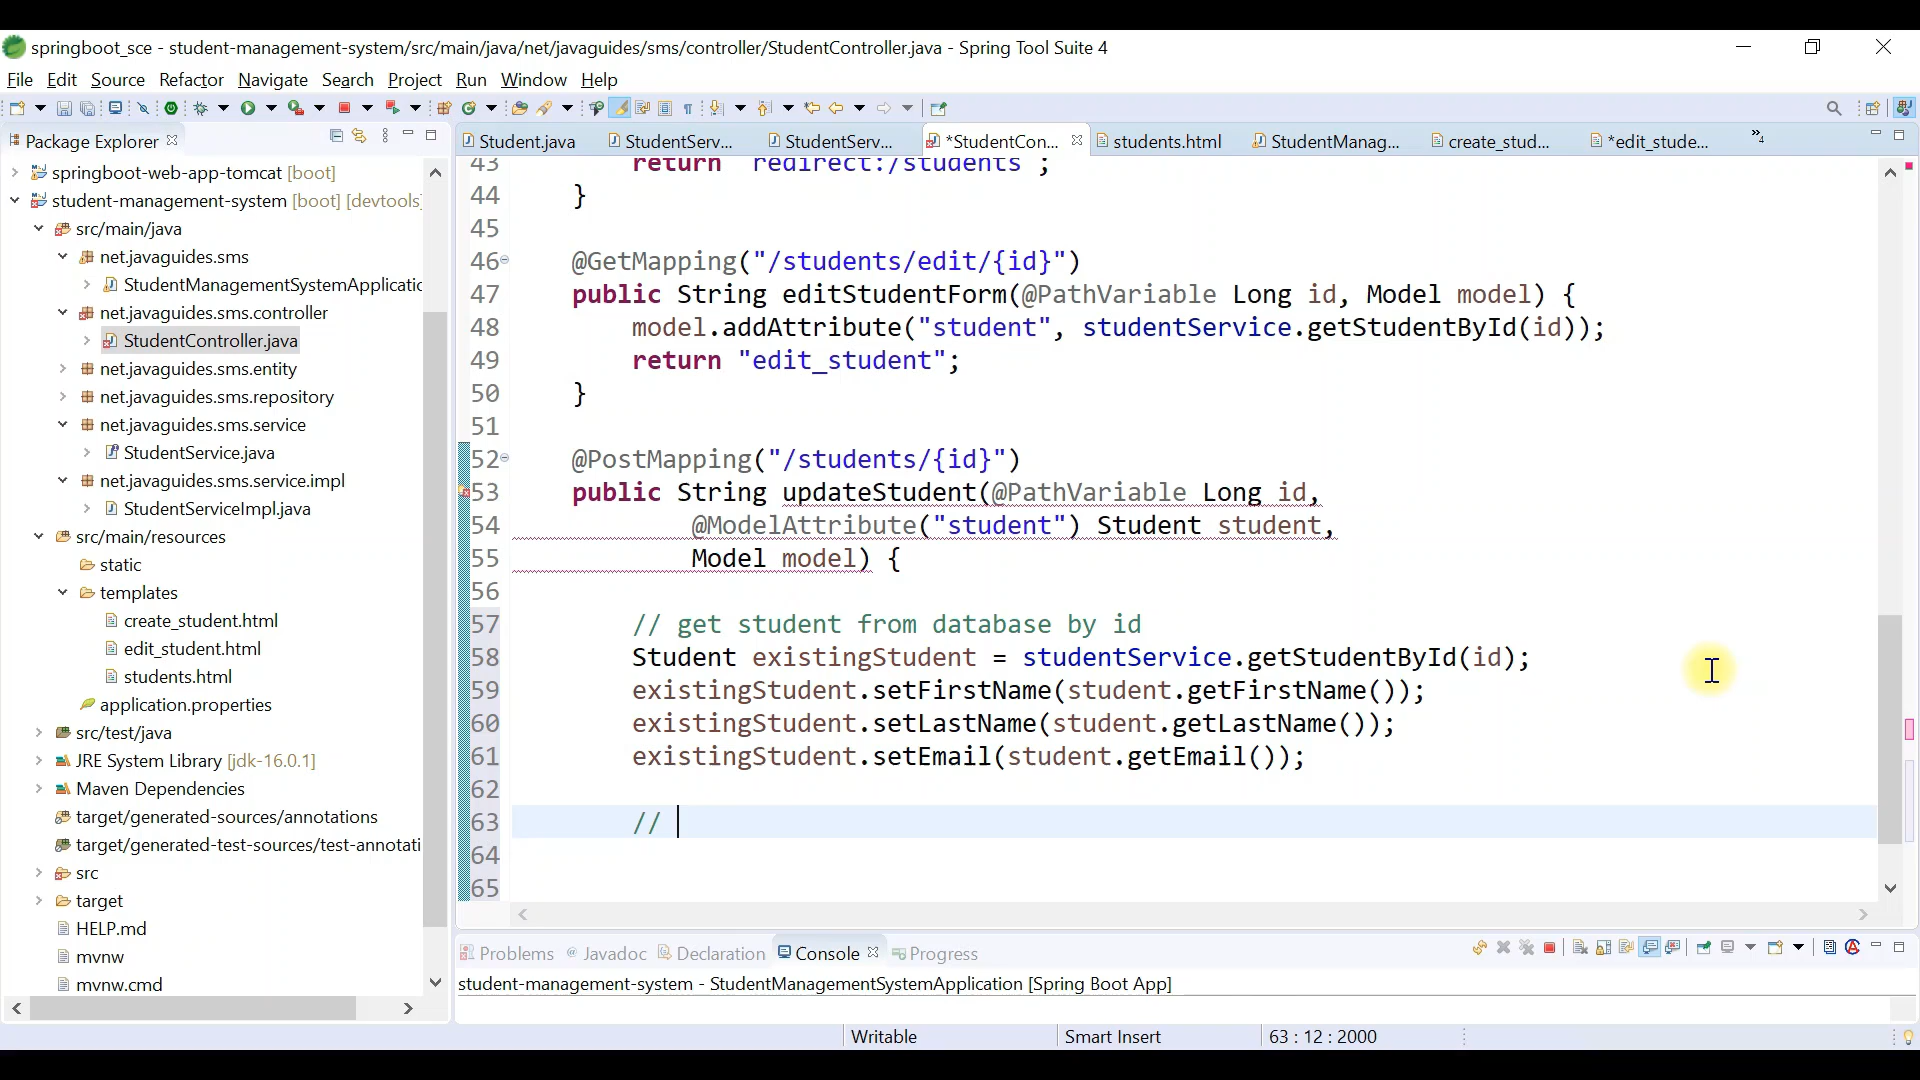 springboot_sce - student-management-system/src/main/java/net/javaguides/sms/controller/StudentController.java - Spring Tool Suite 4
File Edit Source Refactor Navigate Search Project Run Window Help
Package Explorer
springboot-web-app-tomcat [boot]
student-management-system [boot] [devtools]
src/main/java
net.javaguides.sms
StudentManagementSystemApplicatic
net.javaguides.sms.controller
StudentController.java
net.javaguides.sms.entity
net.javaguides.sms.repository
net.javaguides.sms.service
StudentService.java
net.javaguides.sms.service.impl
StudentServiceImpl.java
src/main/resources
static
templates
create_student.html
edit_student.html
students.html
application.properties
src/test/java
JRE System Library [jdk-16.0.1]
Maven Dependencies
target/generated-sources/annotations
target/generated-test-sources/test-annotati
src
target
HELP.md
mvnw
mvnw.cmd
Student.java StudentServ... StudentServ... *StudentCon... students.html StudentManag... create_stud... *edit_stude... »4
43 return "redirect:/students";
44 }
45
46 @GetMapping("/students/edit/{id}")
47 public String editStudentForm(@PathVariable Long id, Model model) {
48 model.addAttribute("student", studentService.getStudentById(id));
49 return "edit_student";
50 }
51
52 @PostMapping("/students/{id}")
53 public String updateStudent(@PathVariable Long id,
54 @ModelAttribute("student") Student student,
55 Model model) {
56
57 // get student from database by id
58 Student existingStudent = studentService.getStudentById(id);
59 existingStudent.setFirstName(student.getFirstName());
60 existingStudent.setLastName(student.getLastName());
61 existingStudent.setEmail(student.getEmail());
62
63 //
64
65
Problems Javadoc Declaration Console Progress
student-management-system - StudentManagementSystemApplication [Spring Boot App]
Writable Smart Insert 63 : 12 : 2000